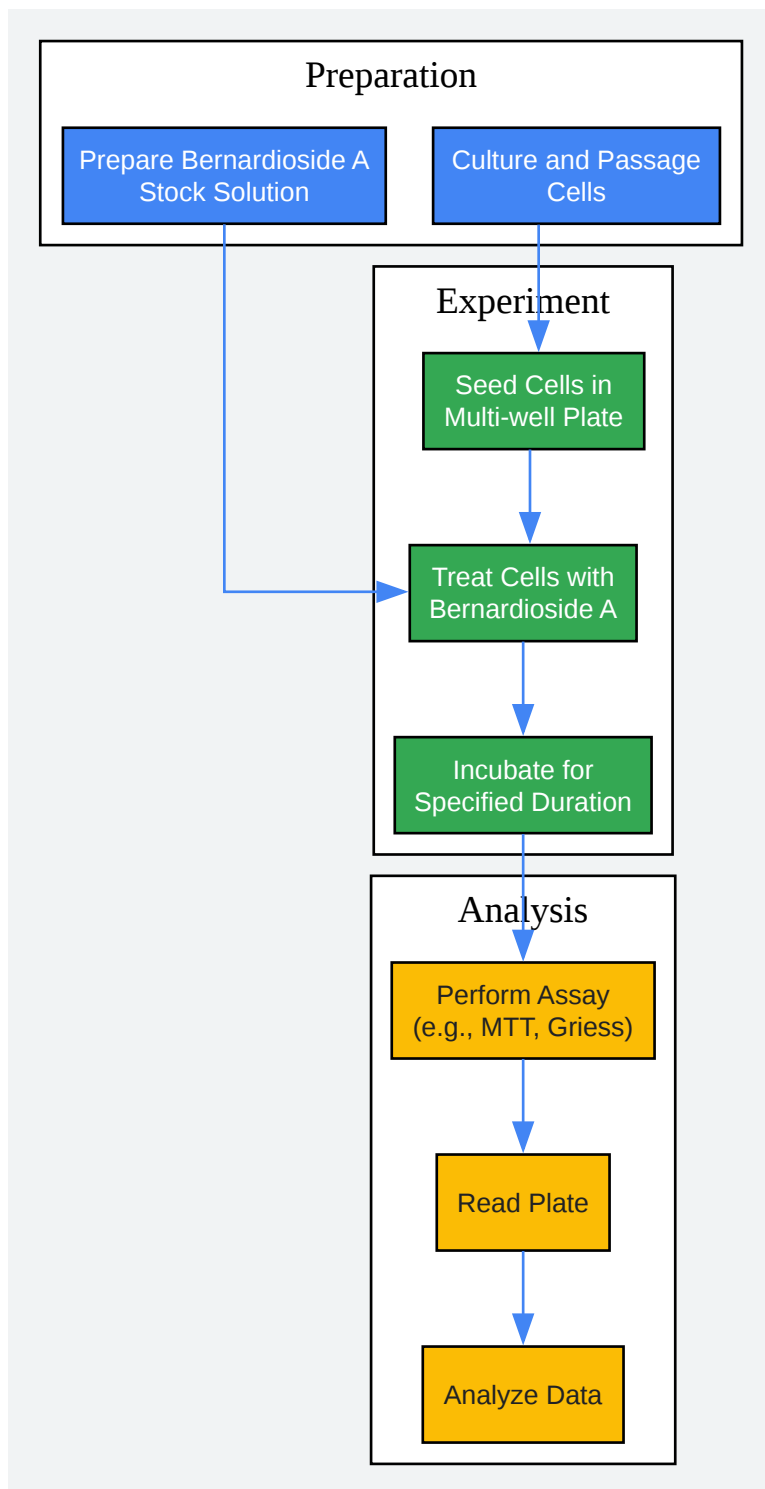 Preparation
Prepare Bernardioside A
Stock Solution
Culture and Passage
Cells
Experiment
Seed Cells in
Multi-well Plate
Treat Cells with
Bernardioside A
Incubate for
Specified Duration
Analysis
Perform Assay
(e.g., MTT, Griess)
Read Plate
Analyze Data